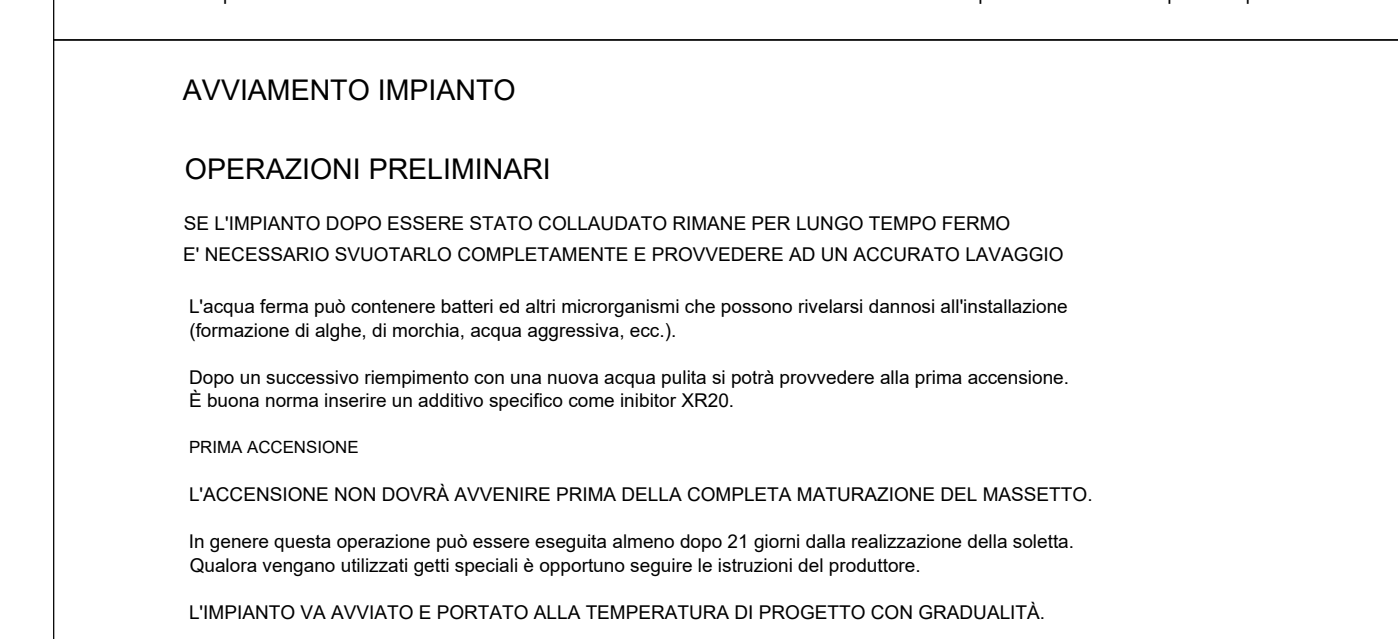 AVVIAMENTO IMPIANTO
OPERAZIONI PRELIMINARI
SE L'IMPIANTO DOPO ESSERE STATO COLLAUDATO RIMANE PER LUNGO TEMPO FERMO
E' NECESSARIO SVUOTARLO COMPLETAMENTE E PROVVEDERE AD UN ACCURATO LAVAGGIO
L'acqua ferma può contenere batteri ed altri microrganismi che possono rivelarsi dannosi all'installazione
(formazione di alghe, di morchia, acqua aggressiva, ecc.).
Dopo un successivo riempimento con una nuova acqua pulita si potrà provvedere alla prima accensione.
È buona norma inserire un additivo specifico come inibitor XR20.
PRIMA ACCENSIONE
L'ACCENSIONE NON DOVRÀ AVVENIRE PRIMA DELLA COMPLETA MATURAZIONE DEL MASSETTO.
In genere questa operazione può essere eseguita almeno dopo 21 giorni dalla realizzazione della soletta.
Qualora vengano utilizzati getti speciali è opportuno seguire le istruzioni del produttore.
L'IMPIANTO VA AVVIATO E PORTATO ALLA TEMPERATURA DI PROGETTO CON GRADUALITÀ.